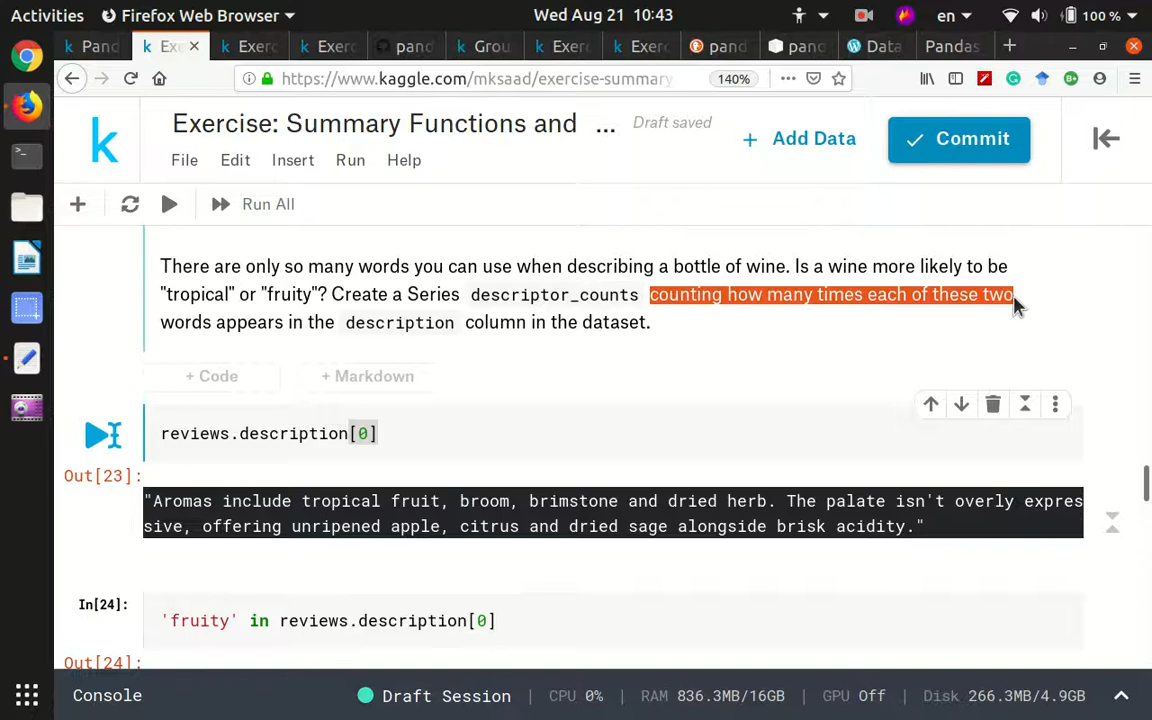 Activities Firefox Web Browser Wed Aug 21 10:43 en 100 %
Pand Exe Exerc Exerc pand Grou Exerc Exerc pand pand Data Pandas
https://www.kaggle.com/mksaad/exercise-summary 140%
k Exercise: Summary Functions and ... Draft saved + Add Data Commit
File Edit Insert Run Help
Run All
There are only so many words you can use when describing a bottle of wine. Is a wine more likely to be
"tropical" or "fruity"? Create a Series descriptor_counts counting how many times each of these two
words appears in the description column in the dataset.
+ Code + Markdown
reviews.description[0]
Out[23]:
"Aromas include tropical fruit, broom, brimstone and dried herb. The palate isn't overly expres
sive, offering unripened apple, citrus and dried sage alongside brisk acidity."
In[24]:
'fruity' in reviews.description[0]
Out[24]
Console Draft Session CPU 0% RAM 836.3MB/16GB GPU Off Disk 266.3MB/4.9GB